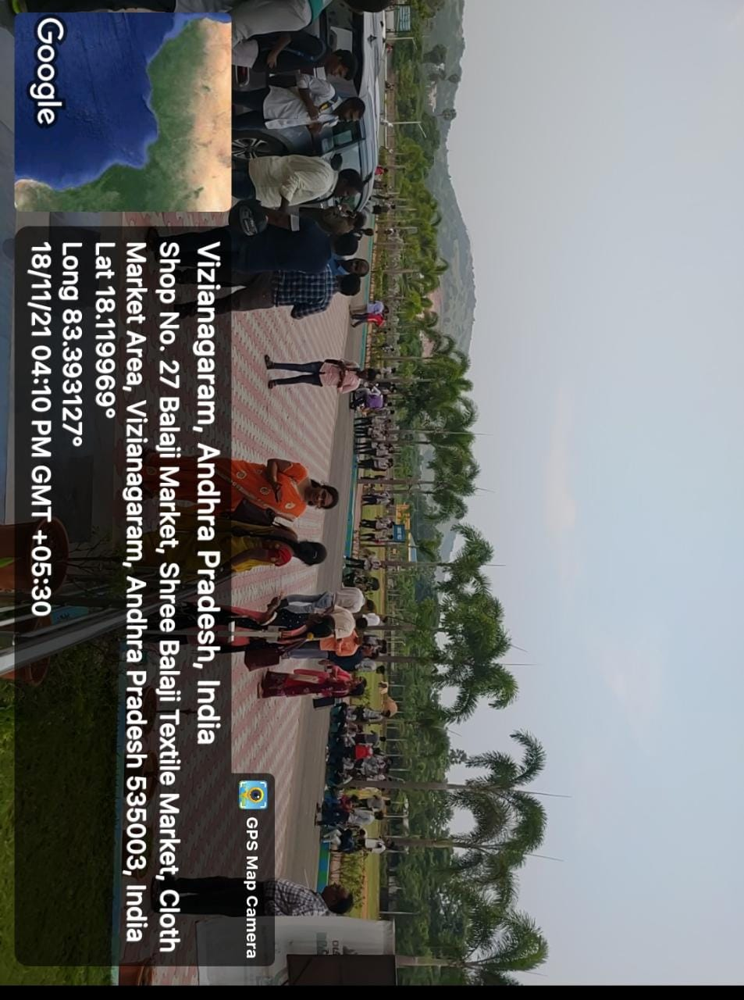 Google
GPS Map Camera
Vizianagaram, Andhra Pradesh, India
Shop No. 27 Balaji Market, Shree Balaji Textile Market, Cloth
Market Area, Vizianagaram, Andhra Pradesh 535003, India
Lat 18.119969°
Long 83.393127°
18/11/21 04:10 PM GMT +05:30